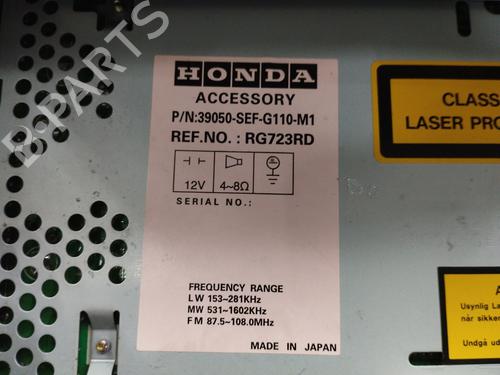 B-PARTS
HONDA
ACCESSORY
P/N:39050-SEF-G110-M1
REF.NO.: RG723RD
12V 4~8Ω
SERIAL NO.:
FREQUENCY RANGE
LW 153~281KHz
MW 531~1602KHz
FM 87.5~108.0MHz
MADE IN JAPAN
CLASS
LASER PRO
Usynlig La
når sikker
Undgå ud